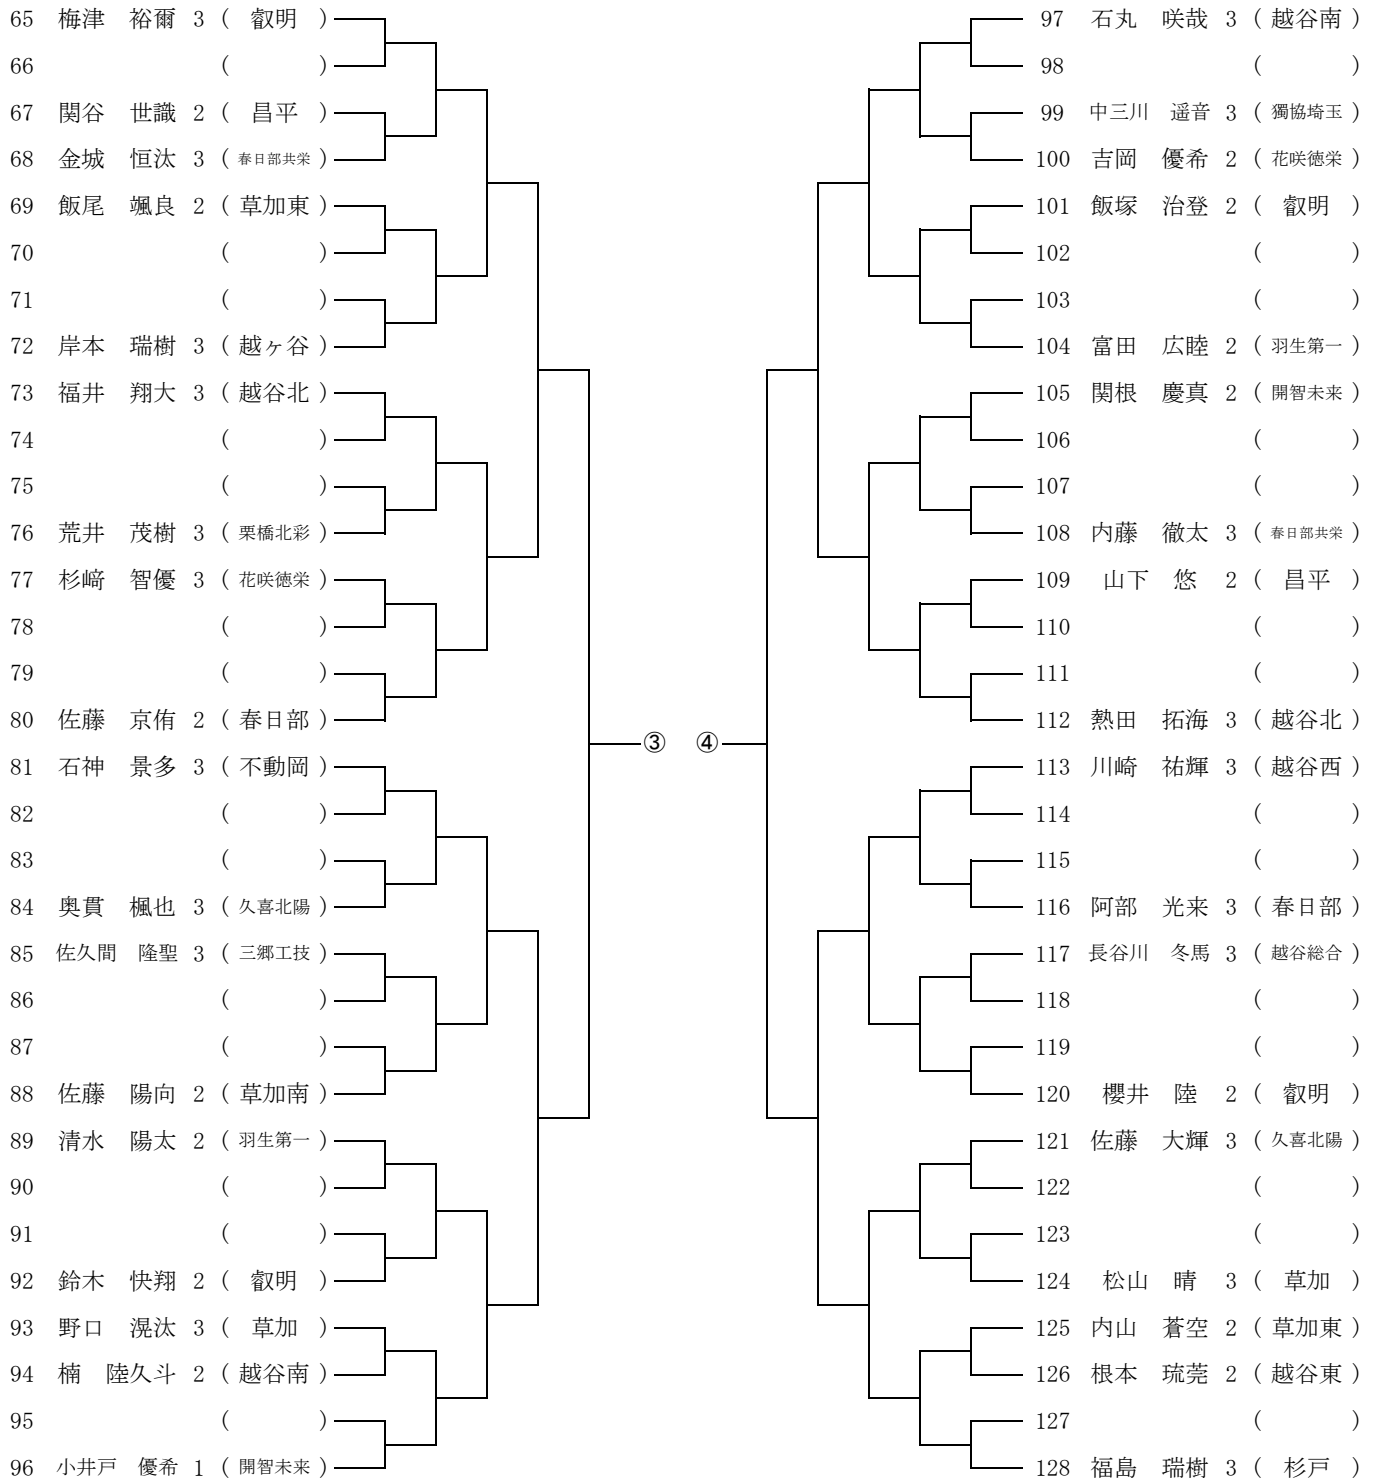 65 梅津 裕爾 3 ( 叡明 )
66 ( )
67 関谷 世識 2 ( 昌平 )
68 金城 恒汰 3 ( 春日部共栄 )
69 飯尾 颯良 2 ( 草加東 )
70 ( )
71 ( )
72 岸本 瑞樹 3 ( 越ヶ谷 )
73 福井 翔大 3 ( 越谷北 )
74 ( )
75 ( )
76 荒井 茂樹 3 ( 栗橋北彩 )
77 杉﨑 智優 3 ( 花咲徳栄 )
78 ( )
79 ( )
80 佐藤 京侑 2 ( 春日部 )
81 石神 景多 3 ( 不動岡 )
82 ( )
83 ( )
84 奥貫 楓也 3 ( 久喜北陽 )
85 佐久間 隆聖 3 ( 三郷工技 )
86 ( )
87 ( )
88 佐藤 陽向 2 ( 草加南 )
89 清水 陽太 2 ( 羽生第一 )
90 ( )
91 ( )
92 鈴木 快翔 2 ( 叡明 )
93 野口 滉汰 3 ( 草加 )
94 楠 陸久斗 2 ( 越谷南 )
95 ( )
96 小井戸 優希 1 ( 開智未来 )
③ ④
97 石丸 咲哉 3 ( 越谷南 )
98 ( )
99 中三川 遥音 3 ( 獨協埼玉 )
100 吉岡 優希 2 ( 花咲徳栄 )
101 飯塚 治登 2 ( 叡明 )
102 ( )
103 ( )
104 富田 広睦 2 ( 羽生第一 )
105 関根 慶真 2 ( 開智未来 )
106 ( )
107 ( )
108 内藤 徹太 3 ( 春日部共栄 )
109 山下 悠 2 ( 昌平 )
110 ( )
111 ( )
112 熱田 拓海 3 ( 越谷北 )
113 川崎 祐輝 3 ( 越谷西 )
114 ( )
115 ( )
116 阿部 光来 3 ( 春日部 )
117 長谷川 冬馬 3 ( 越谷総合 )
118 ( )
119 ( )
120 櫻井 陸 2 ( 叡明 )
121 佐藤 大輝 3 ( 久喜北陽 )
122 ( )
123 ( )
124 松山 晴 3 ( 草加 )
125 内山 蒼空 2 ( 草加東 )
126 根本 琉莞 2 ( 越谷東 )
127 ( )
128 福島 瑞樹 3 ( 杉戸 )